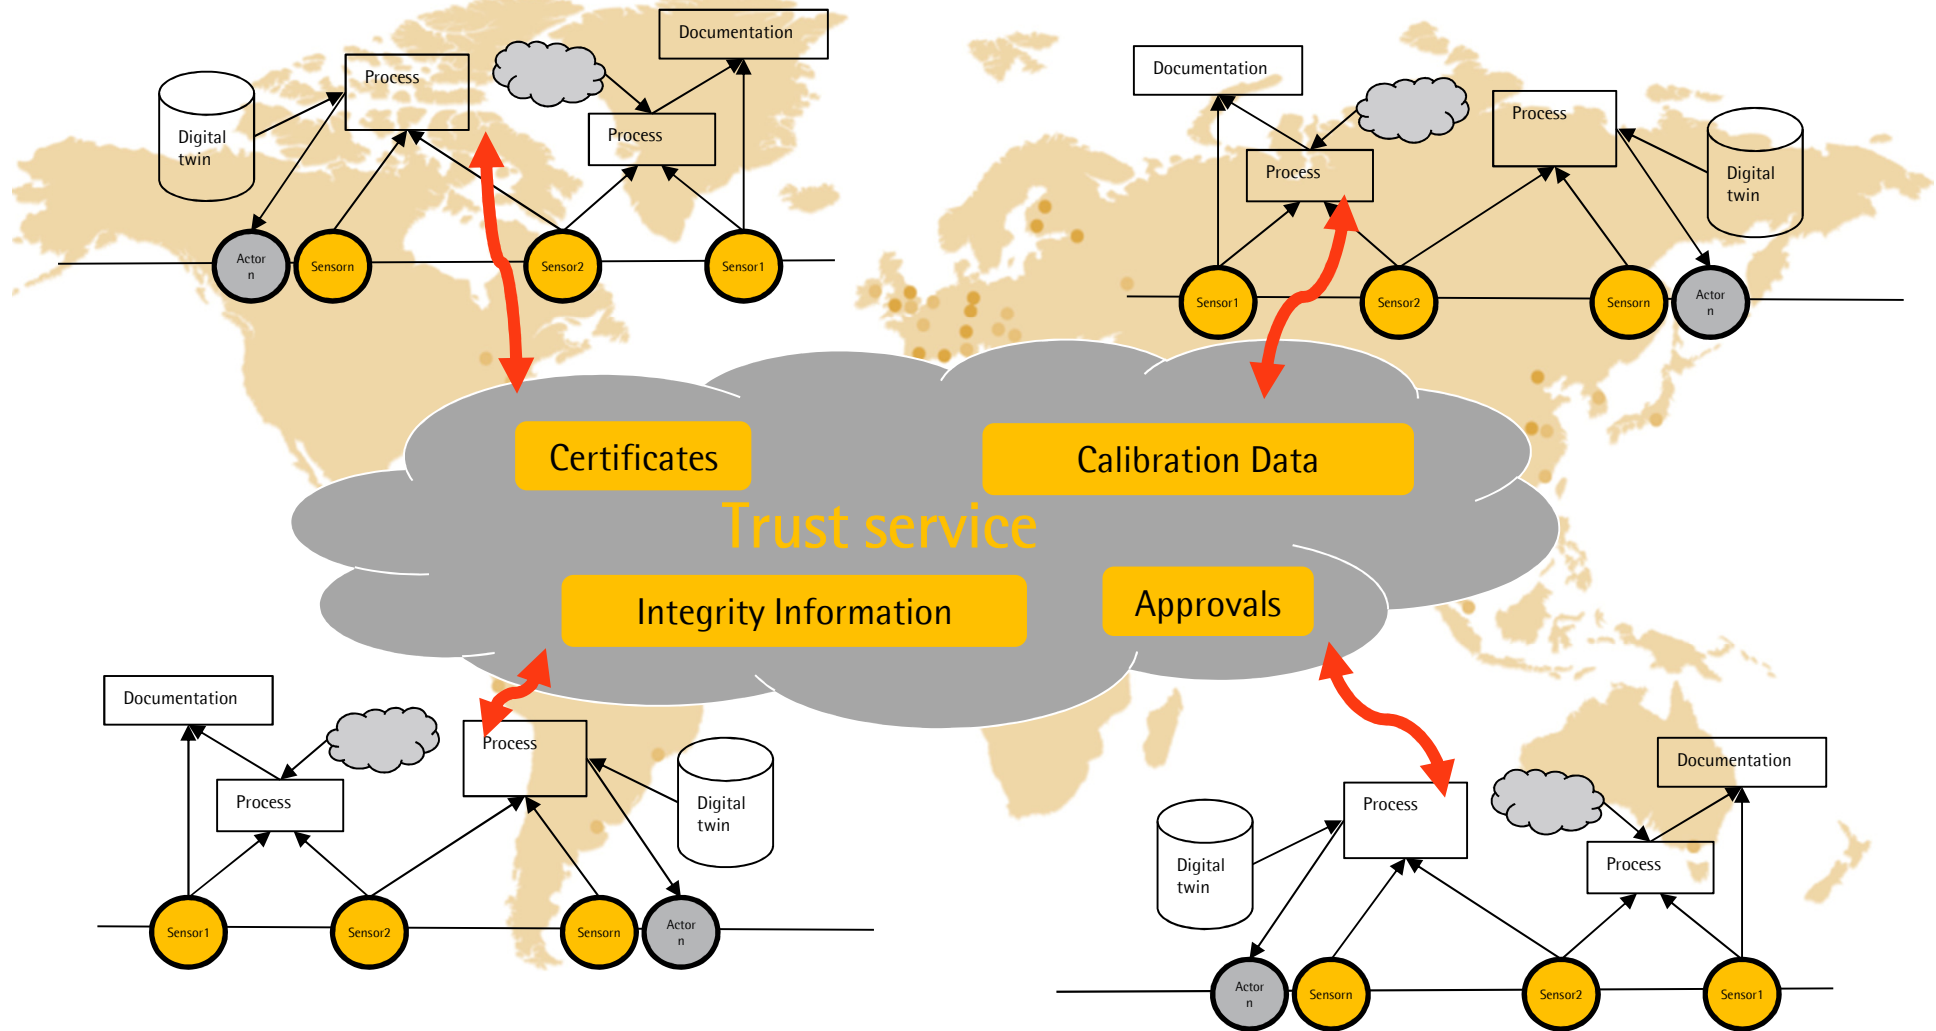 Documentation
Process
Process
Digital
twin
Actor
n
Sensorn
Sensor2
Sensor1
Documentation
Process
Process
Digital
twin
Sensor1
Sensor2
Sensorn
Actor
n
Certificates
Calibration Data
Trust service
Integrity Information
Approvals
Documentation
Process
Process
Digital
twin
Sensor1
Sensor2
Sensorn
Actor
n
Documentation
Process
Process
Digital
twin
Actor
n
Sensorn
Sensor2
Sensor1